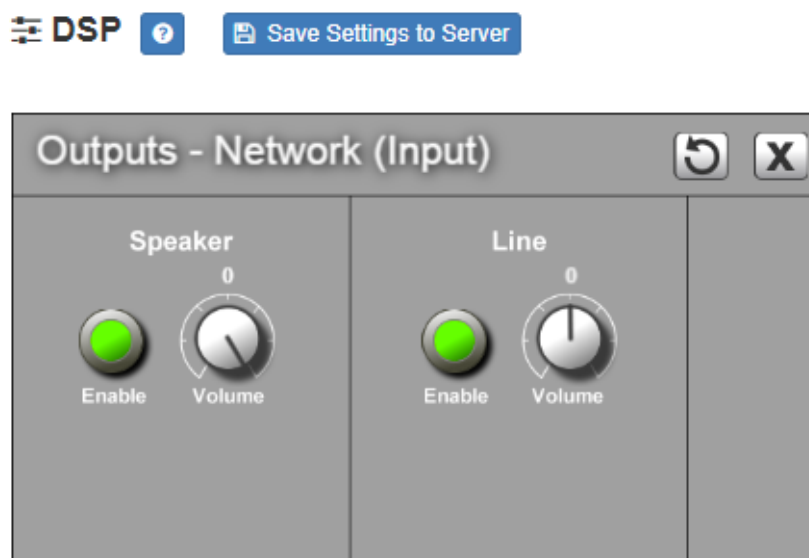 DSP ? Save Settings to Server
Outputs - Network (Input) X
Speaker Line
0 0
Enable Volume Enable Volume